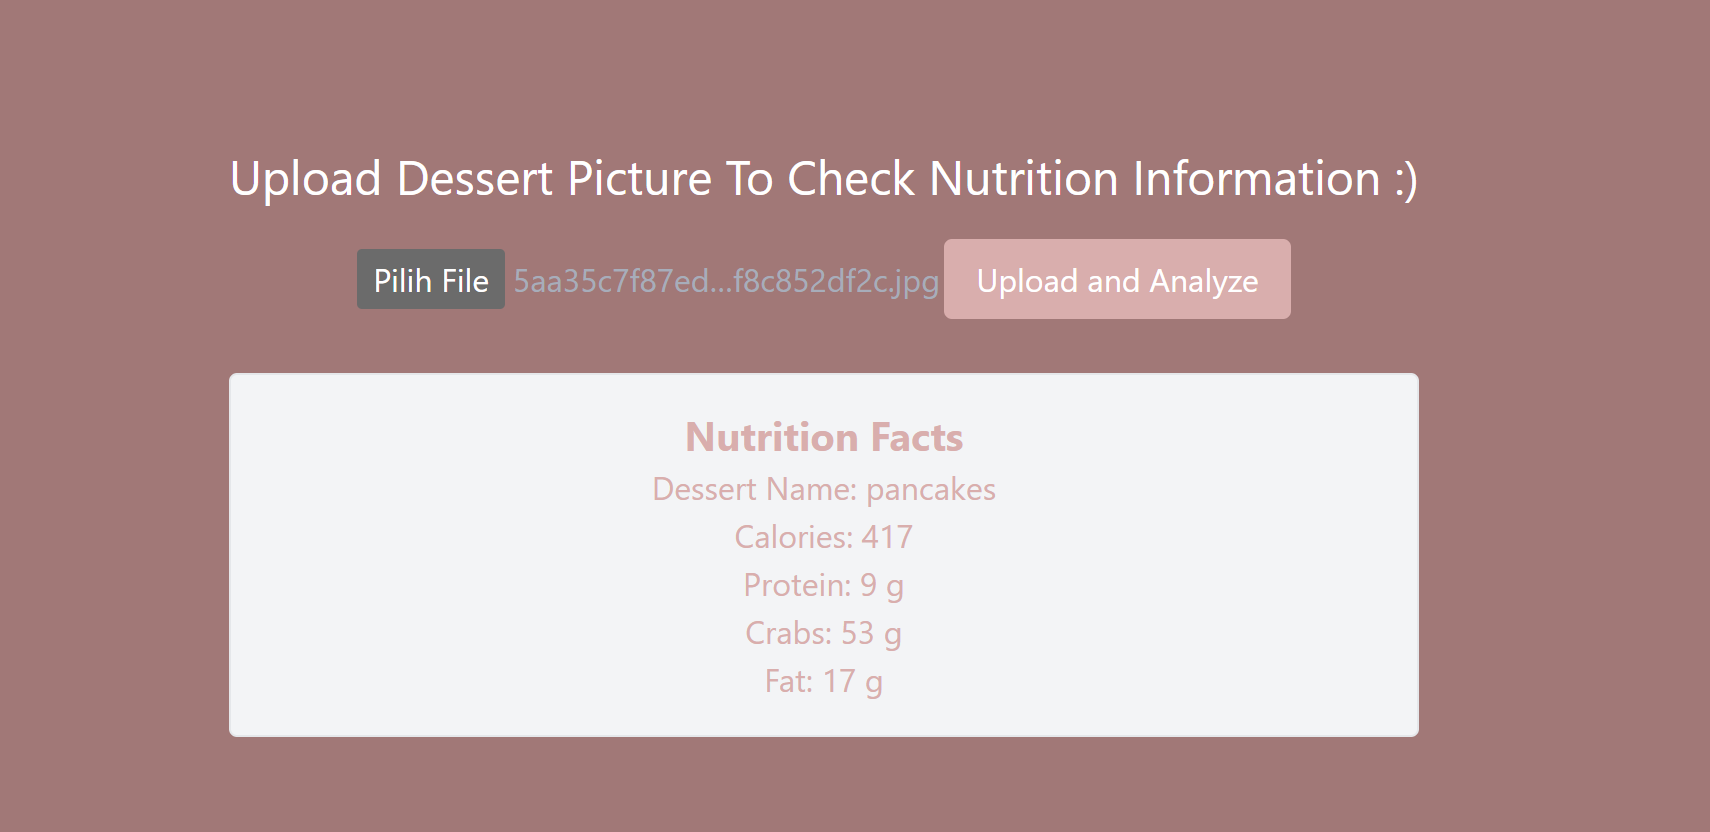 Upload Dessert Picture To Check Nutrition Information :)
Pilih File 5aa35c7f87ed...f8c852df2c.jpg Upload and Analyze
Nutrition Facts
Dessert Name: pancakes
Calories: 417
Protein: 9 g
Crabs: 53 g
Fat: 17 g